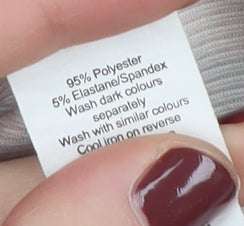 95% Polyester
5% Elastane/Spandex
Wash dark colours
separately
Wash with similar colours
Cool iron on reverse